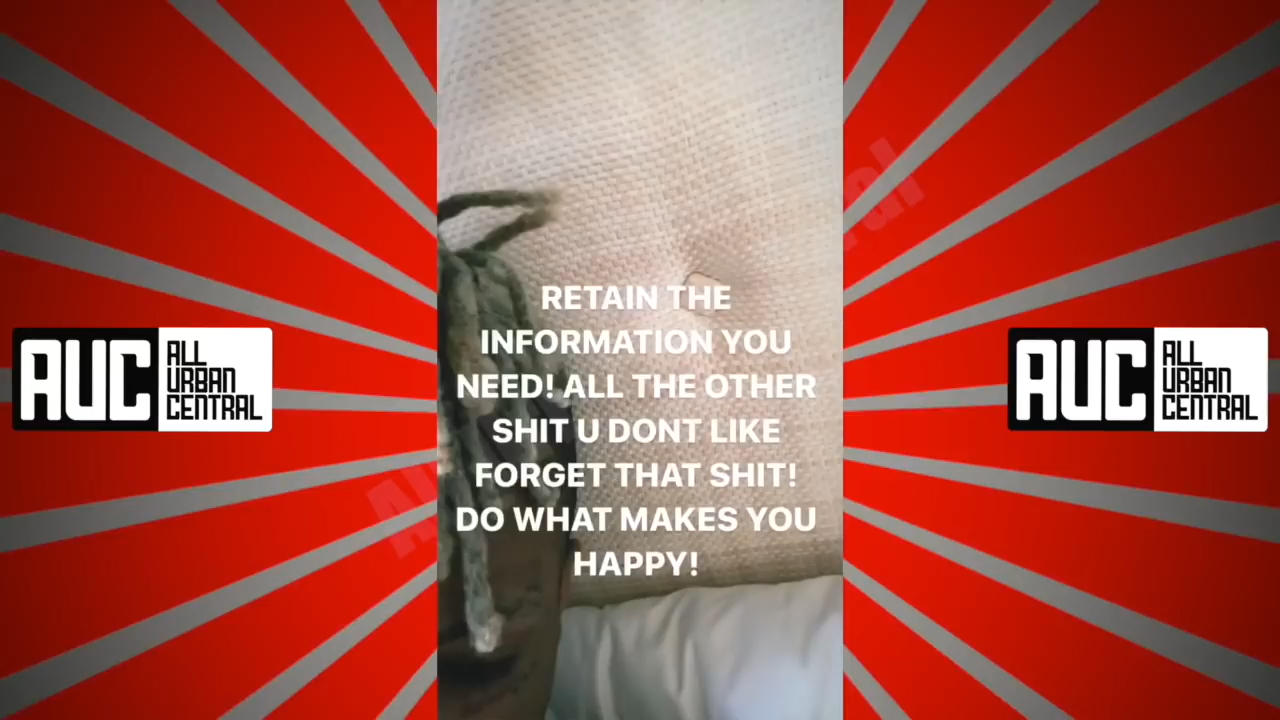 RETAIN THE
INFORMATION YOU
NEED! ALL THE OTHER
SHIT U DONT LIKE
FORGET THAT SHIT!
DO WHAT MAKES YOU
HAPPY!
AUC
ALL
URBAN
CENTRAL
AUC
ALL
URBAN
CENTRAL